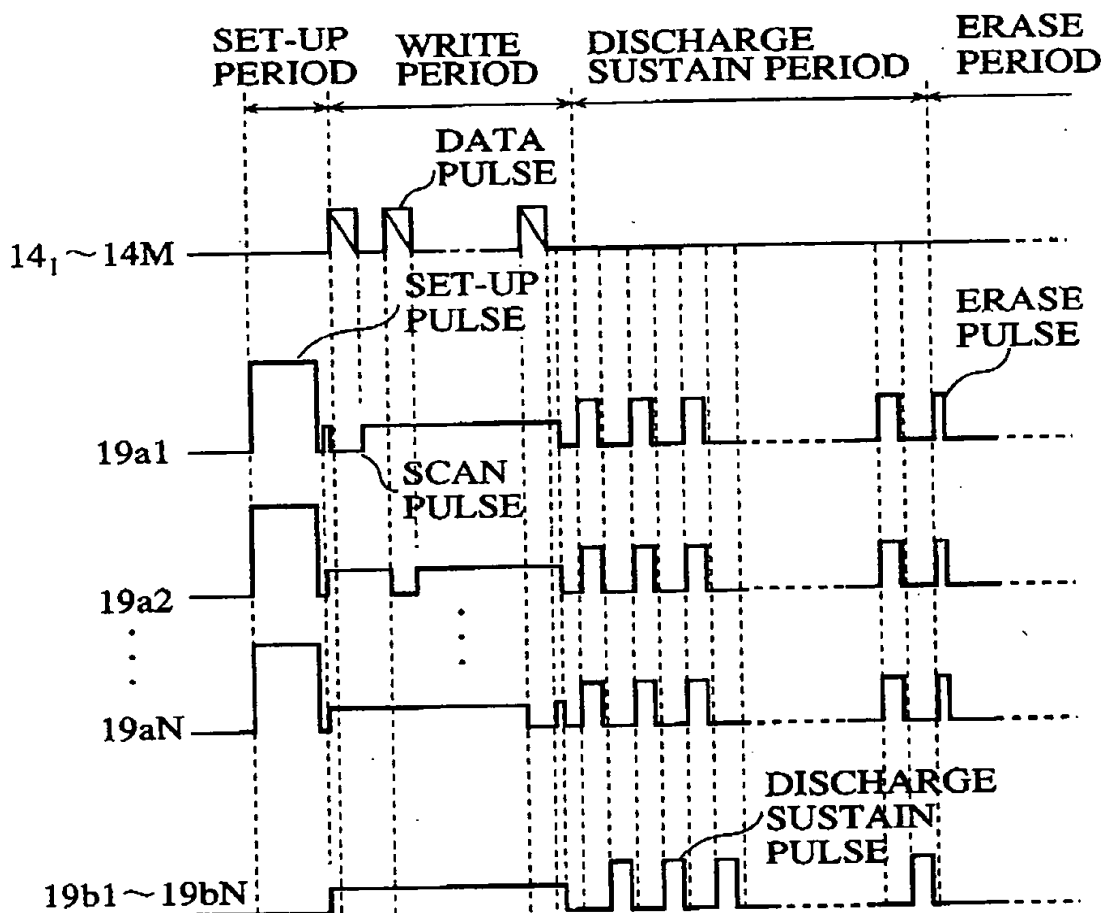 SET-UP
PERIOD
WRITE
PERIOD
DISCHARGE
SUSTAIN PERIOD
ERASE
PERIOD
DATA
PULSE
14₁～14M
SET-UP
PULSE
ERASE
PULSE
19a1
SCAN
PULSE
19a2
19aN
DISCHARGE
SUSTAIN
PULSE
19b1～19bN